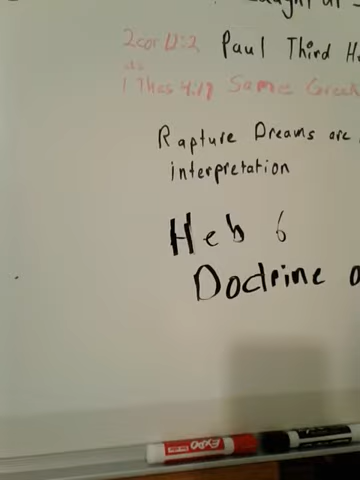 2cor 12:2 Paul Third H
1 Thes 4:17 Same Greek
Rapture Dreams are
interpretation
Heb 6
Doctrine o
EXPO